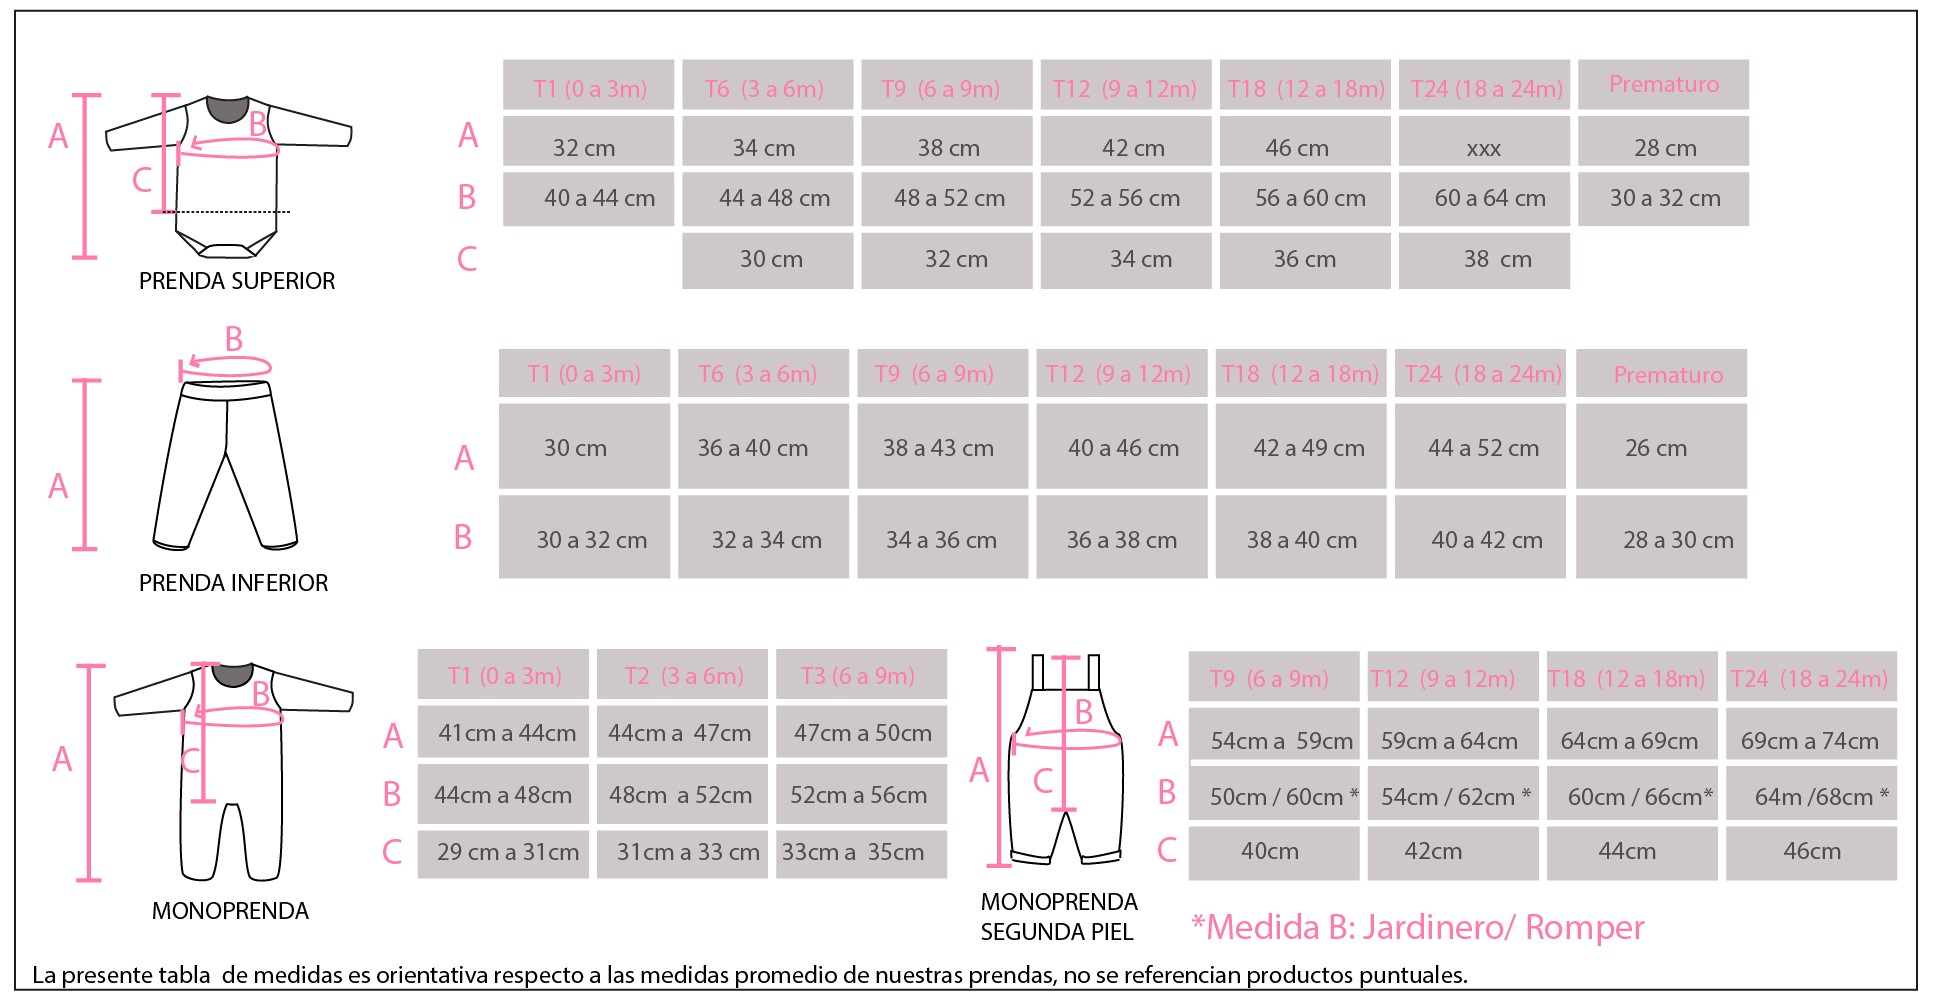 T1 (0 a 3m) T6 (3 a 6m) T9 (6 a 9m) T12 (9 a 12m) T18 (12 a 18m) T24 (18 a 24m) Prematuro
A B C
A 32 cm 34 cm 38 cm 42 cm 46 cm xxx 28 cm
B 40 a 44 cm 44 a 48 cm 48 a 52 cm 52 a 56 cm 56 a 60 cm 60 a 64 cm 30 a 32 cm
C 30 cm 32 cm 34 cm 36 cm 38 cm
PRENDA SUPERIOR
B
A
T1 (0 a 3m) T6 (3 a 6m) T9 (6 a 9m) T12 (9 a 12m) T18 (12 a 18m) T24 (18 a 24m) Prematuro
A 30 cm 36 a 40 cm 38 a 43 cm 40 a 46 cm 42 a 49 cm 44 a 52 cm 26 cm
B 30 a 32 cm 32 a 34 cm 34 a 36 cm 36 a 38 cm 38 a 40 cm 40 a 42 cm 28 a 30 cm
PRENDA INFERIOR
A B C
T1 (0 a 3m) T2 (3 a 6m) T3 (6 a 9m)
A 41cm a 44cm 44cm a 47cm 47cm a 50cm
B 44cm a 48cm 48cm a 52cm 52cm a 56cm
C 29 cm a 31cm 31cm a 33 cm 33cm a 35cm
MONOPRENDA
A B C
T9 (6 a 9m) T12 (9 a 12m) T18 (12 a 18m) T24 (18 a 24m)
A 54cm a 59cm 59cm a 64cm 64cm a 69cm 69cm a 74cm
B 50cm / 60cm * 54cm / 62cm * 60cm / 66cm* 64m /68cm *
C 40cm 42cm 44cm 46cm
MONOPRENDA
SEGUNDA PIEL
*Medida B: Jardinero/ Romper
La presente tabla de medidas es orientativa respecto a las medidas promedio de nuestras prendas, no se referencian productos puntuales.